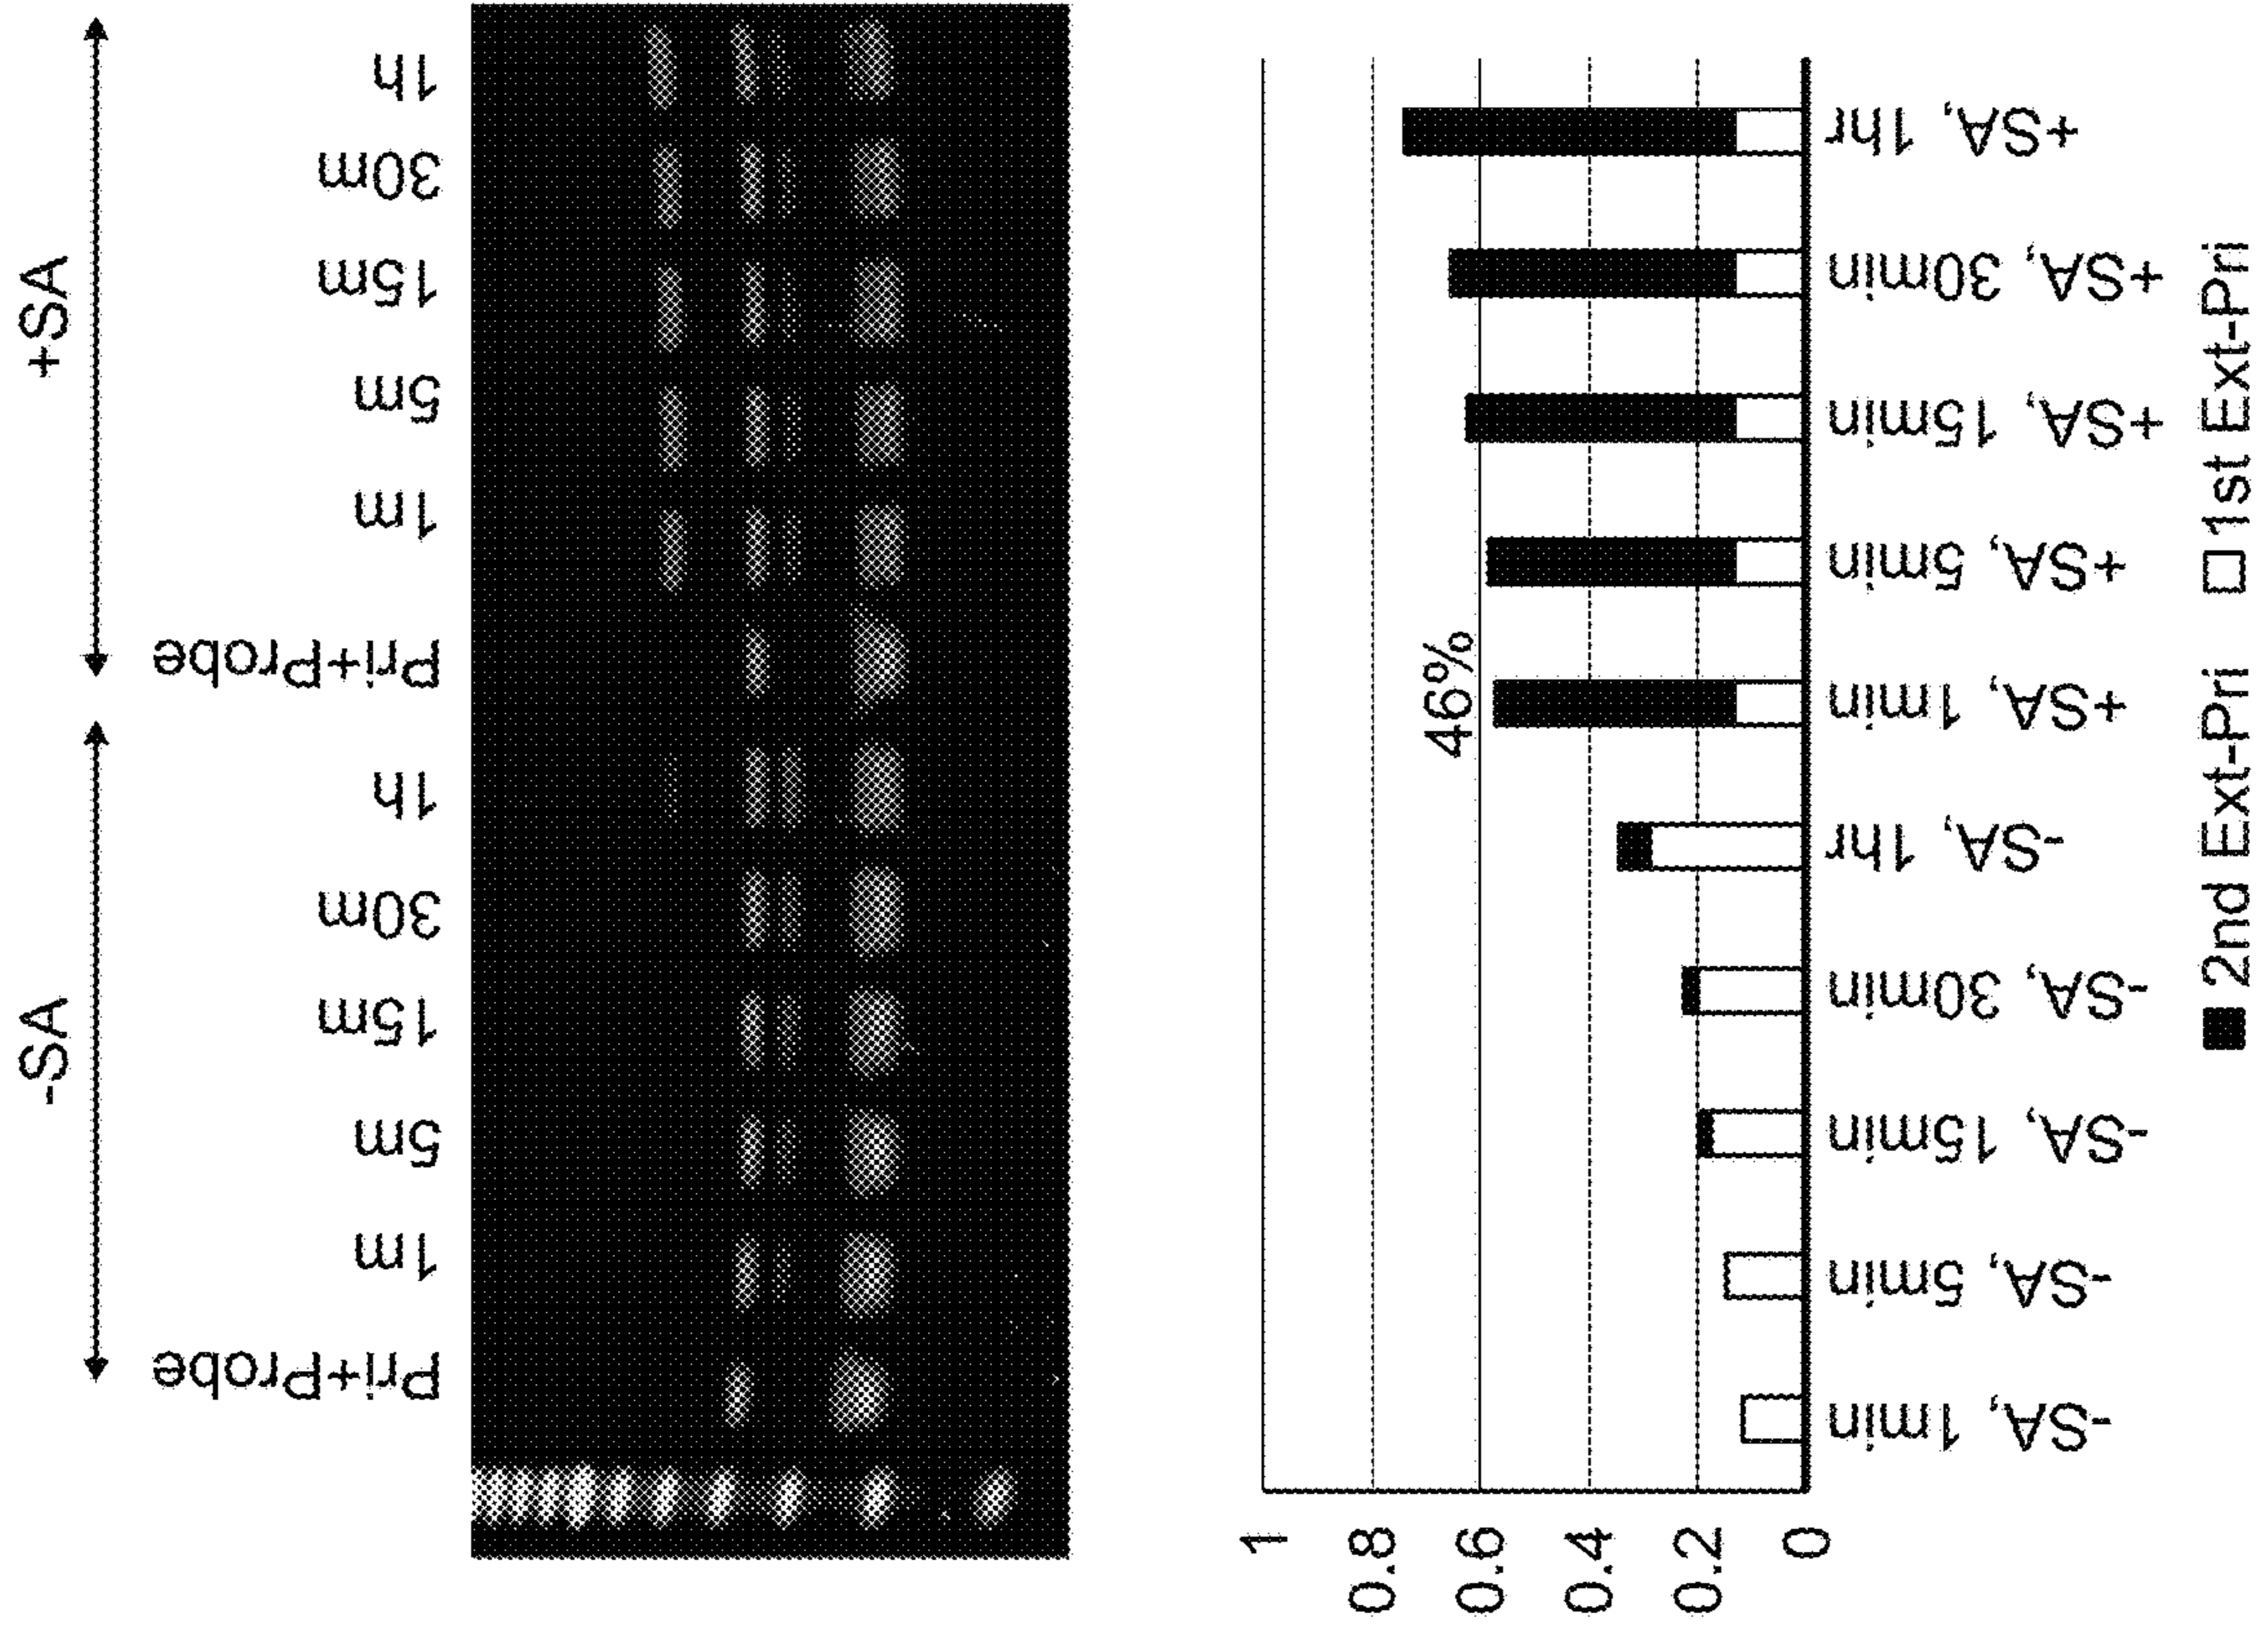 -SA +SA
Pri+Probe 1m 5m 15m 30m 1h Pri+Probe 1m 5m 15m 30m 1h
1
0.8
0.6
0.4
0.2
0
46%
-SA, 1min
-SA, 5min
-SA, 15min
-SA, 30min
-SA, 1hr
+SA, 1min
+SA, 5min
+SA, 15min
+SA, 30min
+SA, 1hr
2nd Ext-Pri 1st Ext-Pri